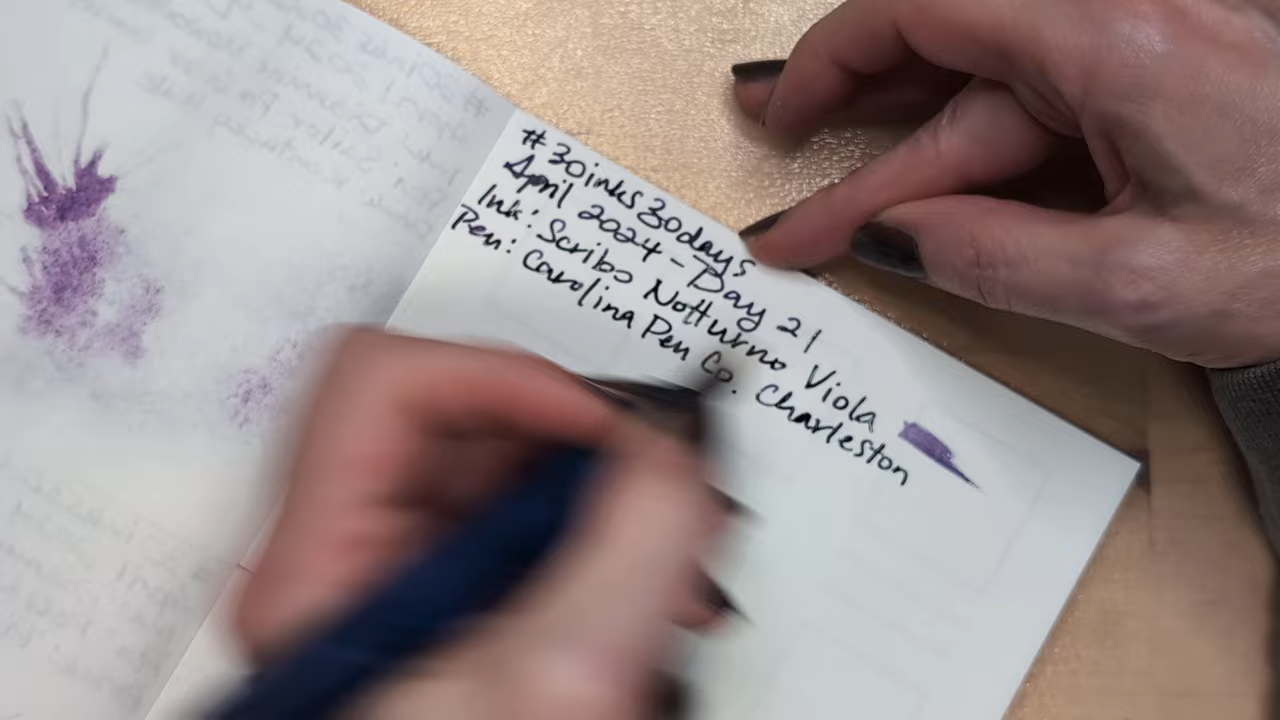 #30inks30days
April 2024 - Day 21
Ink: Scribo Notturno Viola
Pen: Carolina Pen Co. Charleston